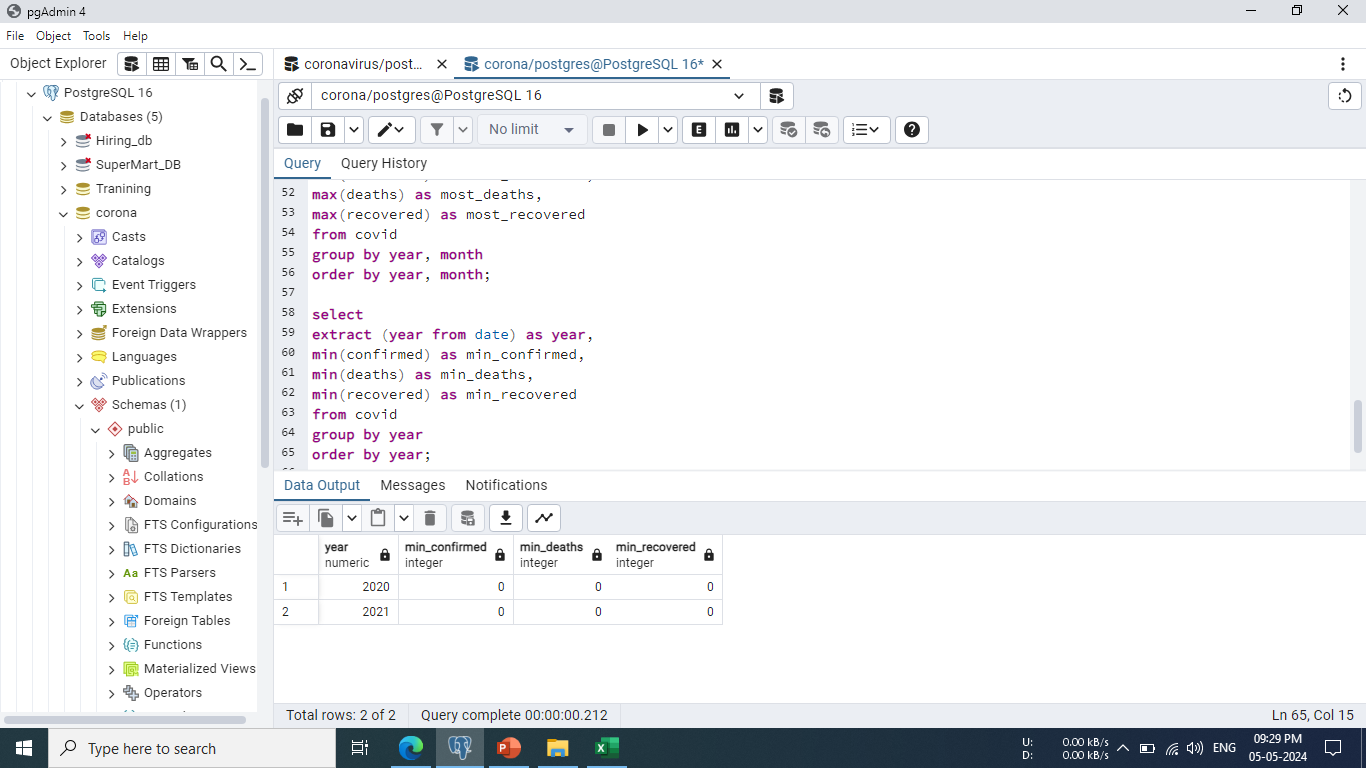 pgAdmin 4
File Object Tools Help
Object Explorer
coronavirus/post...
corona/postgres@PostgreSQL 16*
PostgreSQL 16
Databases (5)
Hiring_db
SuperMart_DB
Tranining
corona
Casts
Catalogs
Event Triggers
Extensions
Foreign Data Wrappers
Languages
Publications
Schemas (1)
public
Aggregates
Collations
Domains
FTS Configurations
FTS Dictionaries
Aa FTS Parsers
FTS Templates
Foreign Tables
Functions
Materialized Views
Operators
corona/postgres@PostgreSQL 16
No limit
E
Query Query History
52 max(deaths) as most_deaths,
53 max(recovered) as most_recovered
54 from covid
55 group by year, month
56 order by year, month;
57
58 select
59 extract (year from date) as year,
60 min(confirmed) as min_confirmed,
61 min(deaths) as min_deaths,
62 min(recovered) as min_recovered
63 from covid
64 group by year
65 order by year;
Data Output Messages Notifications
year min_confirmed min_deaths min_recovered
numeric integer integer integer
1 2020 0 0 0
2 2021 0 0 0
Total rows: 2 of 2 Query complete 00:00:00.212 Ln 65, Col 15
Type here to search
U: 0.00 kB/s
D: 0.00 kB/s
ENG
09:29 PM
05-05-2024